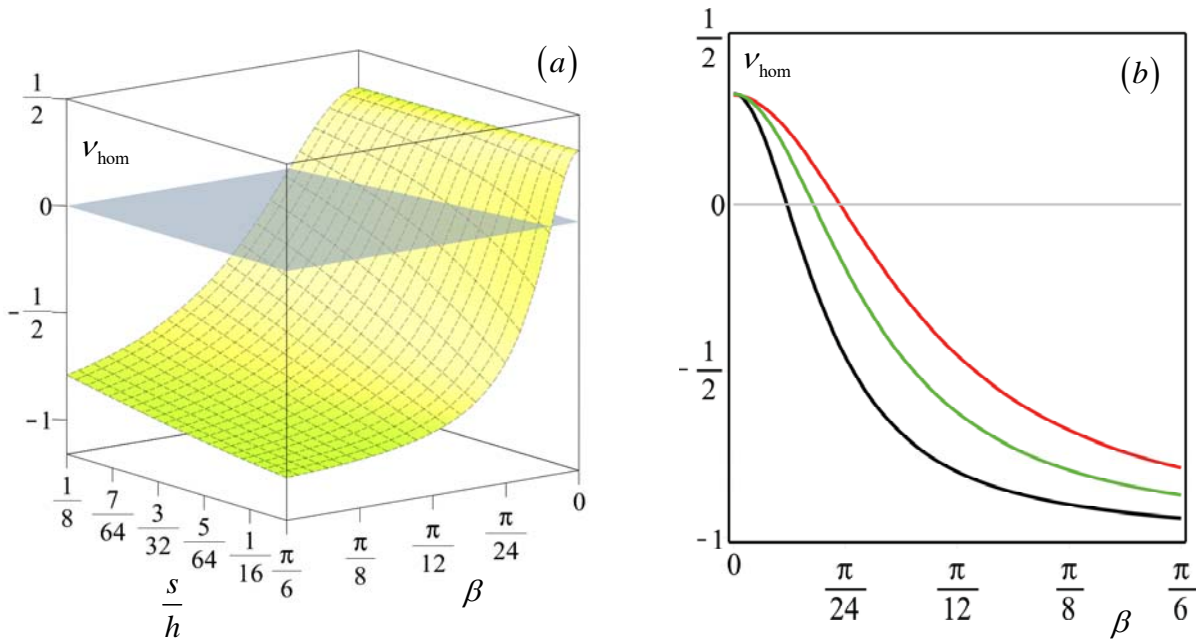 (a)
1/2
ν_hom
0
-1/2
-1
1/8
7/64
3/32
5/64
1/16
π/6
π/8
π/12
π/24
0
s/h
β
(b)
1/2
ν_hom
0
-1/2
-1
0
π/24
π/12
π/8
π/6
β